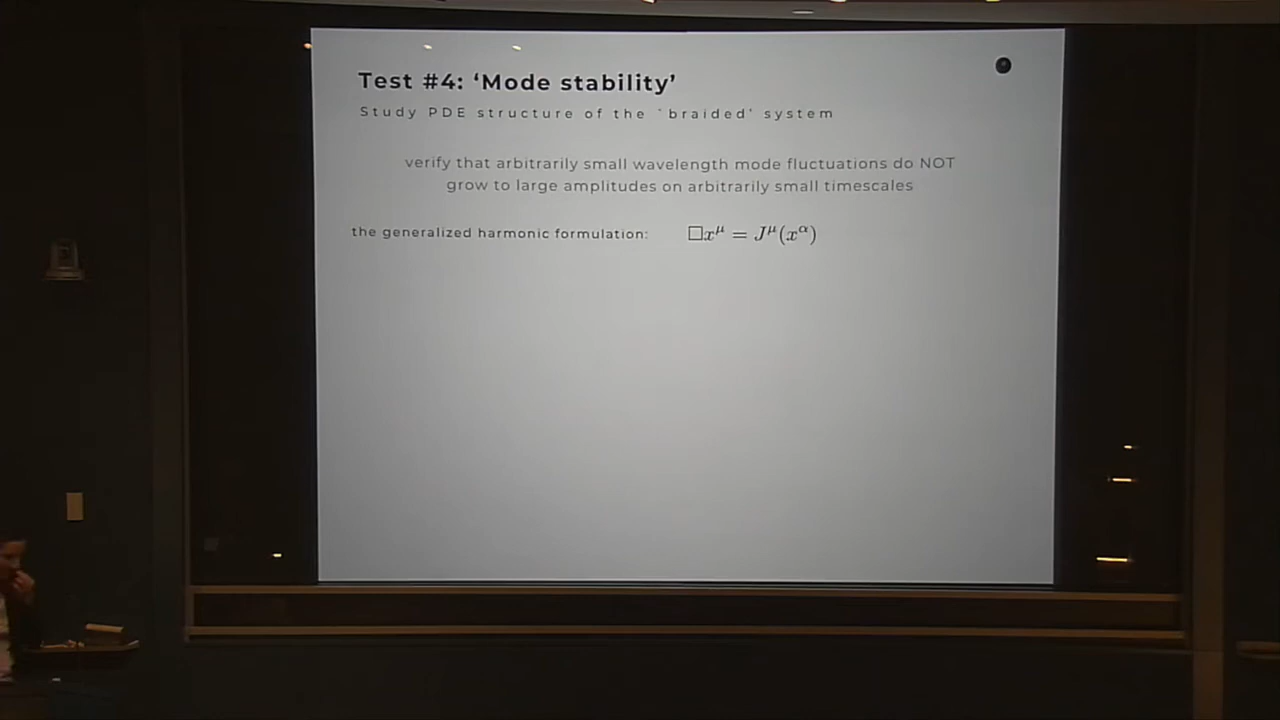 Test #4: ‘Mode stability’
Study PDE structure of the `braided' system
verify that arbitrarily small wavelength mode fluctuations do NOT
grow to large amplitudes on arbitrarily small timescales
the generalized harmonic formulation: □x^μ = J^μ(x^α)